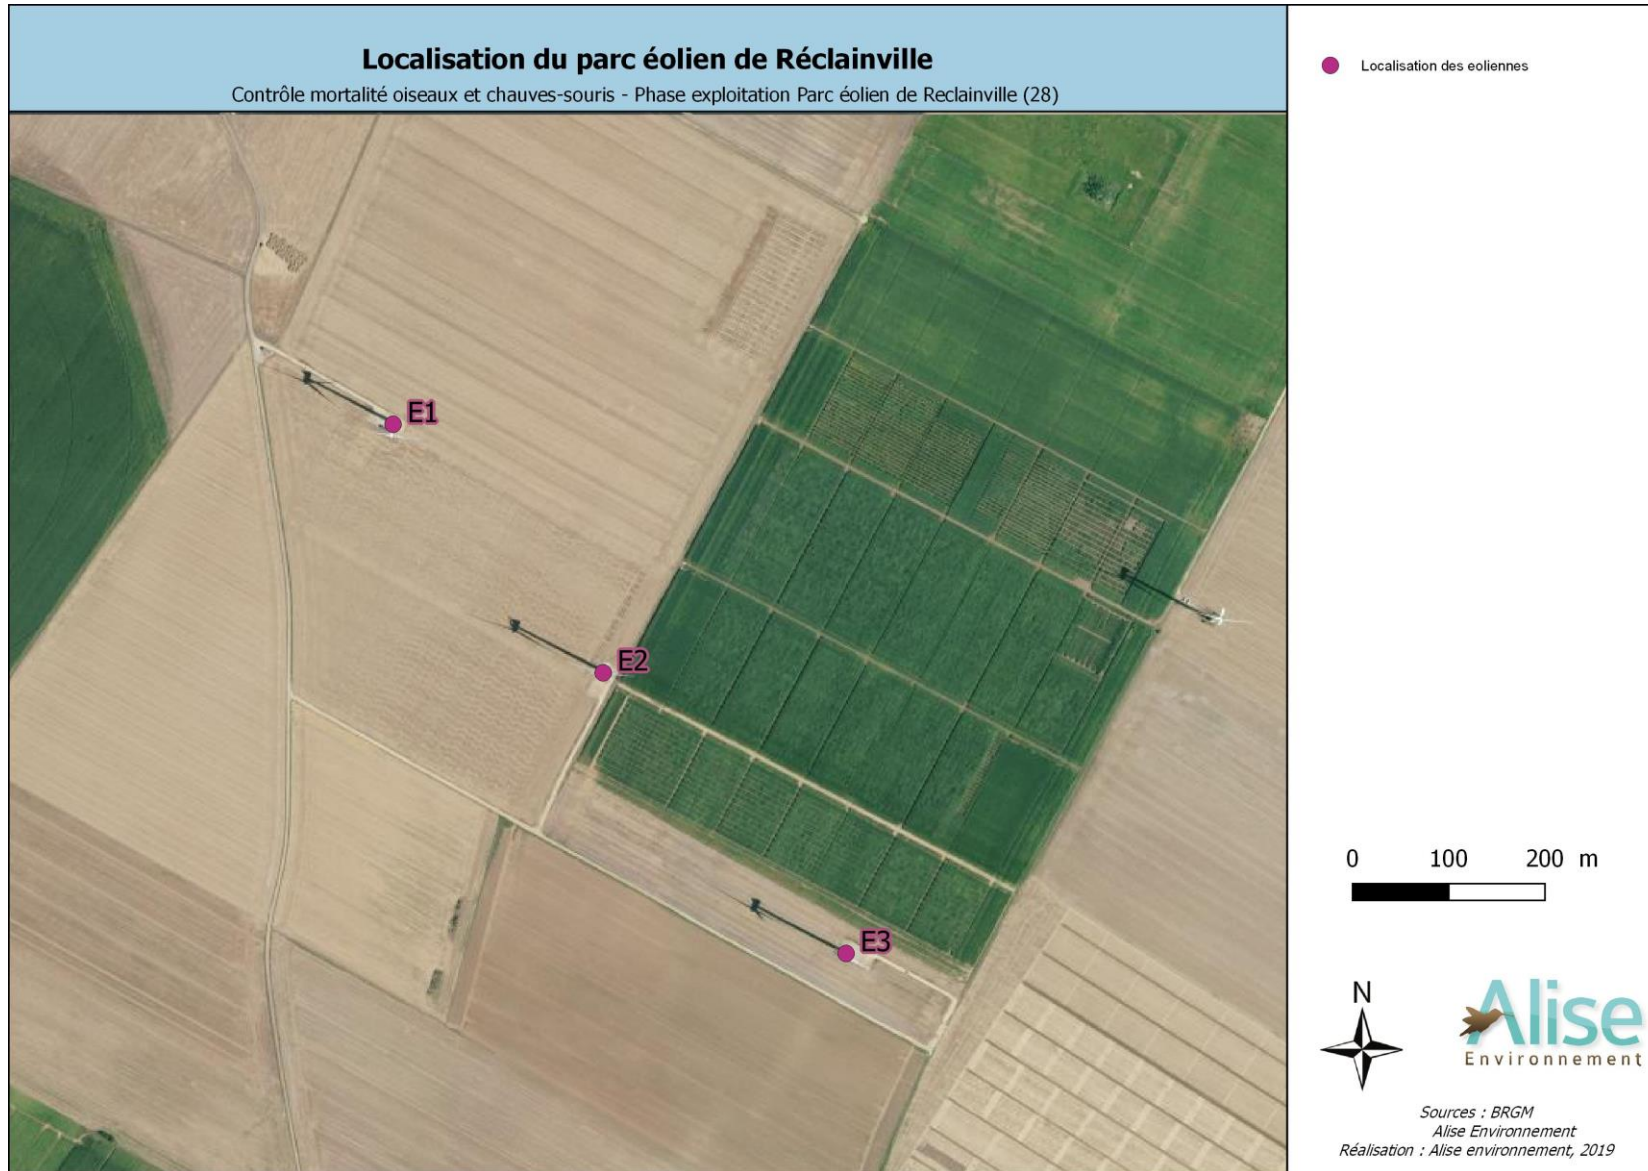 Localisation du parc éolien de Réclainville
Contrôle mortalité oiseaux et chauves-souris - Phase exploitation Parc éolien de Reclainville (28)
Localisation des eoliennes
E1
E2
E3
0 100 200 m
N
Alise
Environnement
Sources : BRGM
Alise Environnement
Réalisation : Alise environnement, 2019